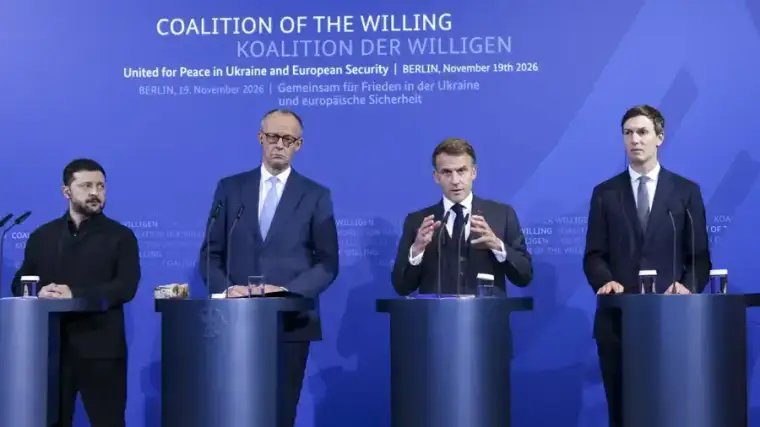 COALITION OF THE WILLING
KOALITION DER WILLIGEN
United for Peace in Ukraine and European Security | BERLIN, November 19th 2026
BERLIN, 19. November 2026 | Gemeinsam für Frieden in der Ukraine
und europäische Sicherheit